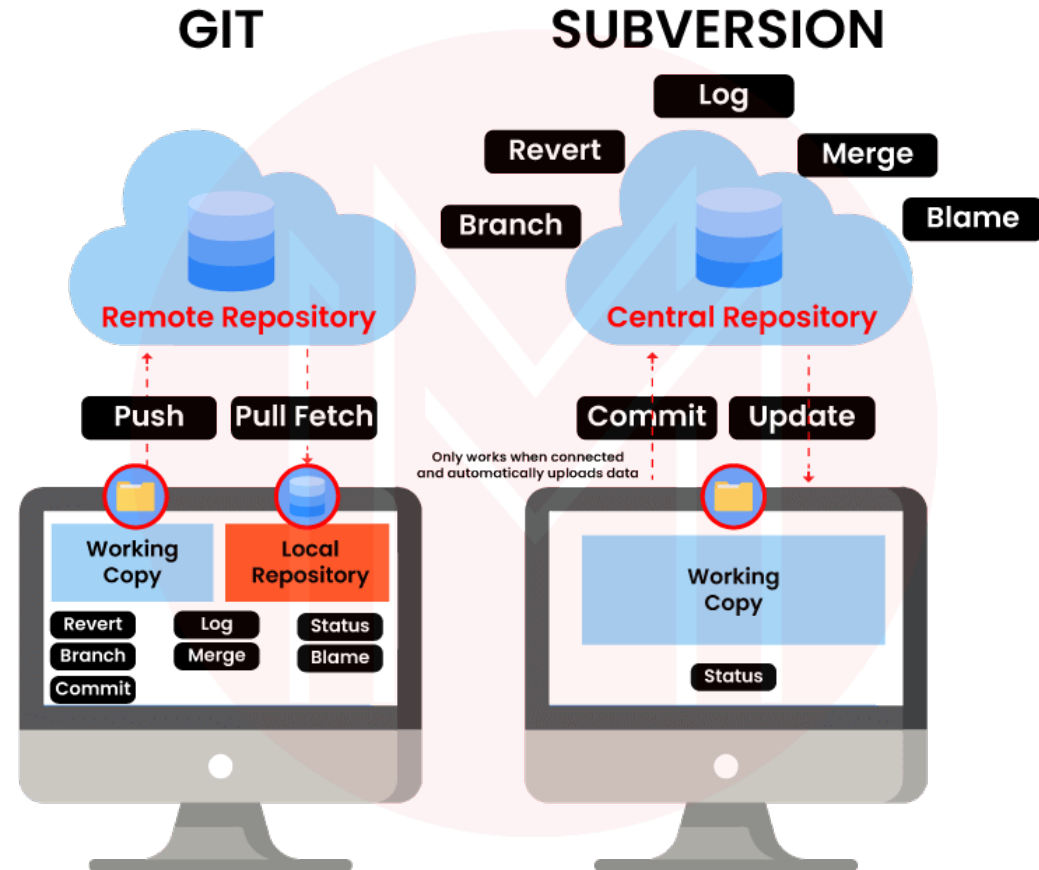 GIT
SUBVERSION
Log
Revert
Merge
Branch
Blame
Remote Repository
Central Repository
Push
Pull Fetch
Commit
Update
Only works when connected
and automatically uploads data
Working
Copy
Local
Repository
Working
Copy
Revert
Log
Status
Branch
Merge
Blame
Commit
Status